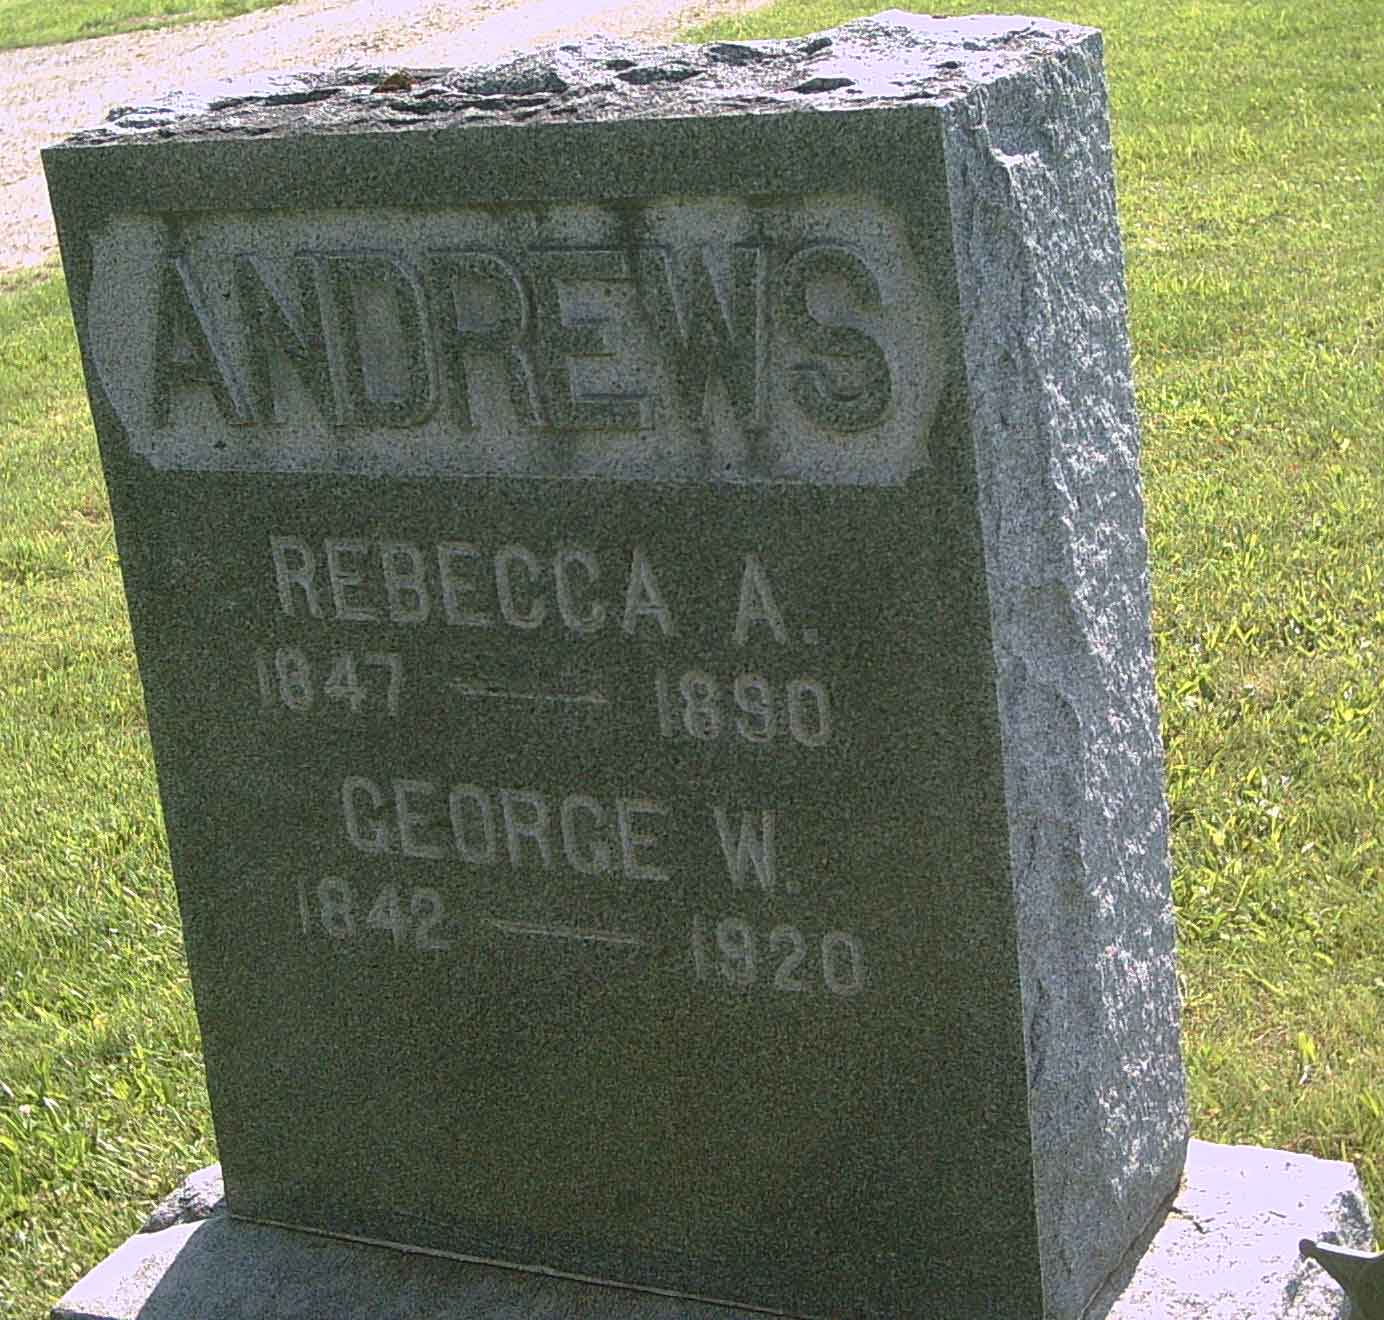 ANDREWS
REBECCA A.
1847 — 1890
GEORGE W.
1842 — 1920